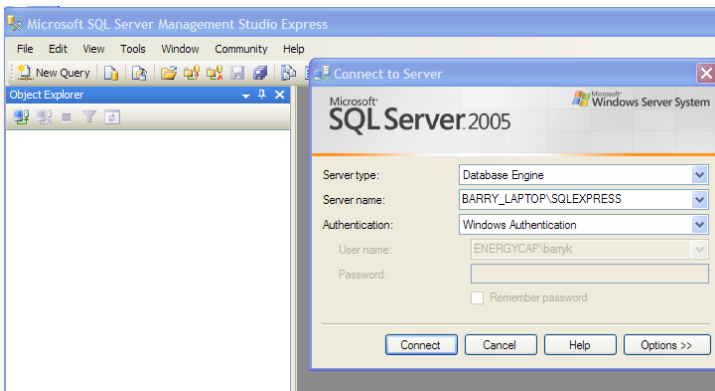 Microsoft SQL Server Management Studio Express
File Edit View Tools Window Community Help
New Query
Object Explorer
Connect to Server
Microsoft
SQL Server 2005
Microsoft
Windows Server System
Server type: Database Engine
Server name: BARRY_LAPTOP\SQLEXPRESS
Authentication: Windows Authentication
User name: ENERGYCAP\barryk
Password:
Remember password
Connect Cancel Help Options >>